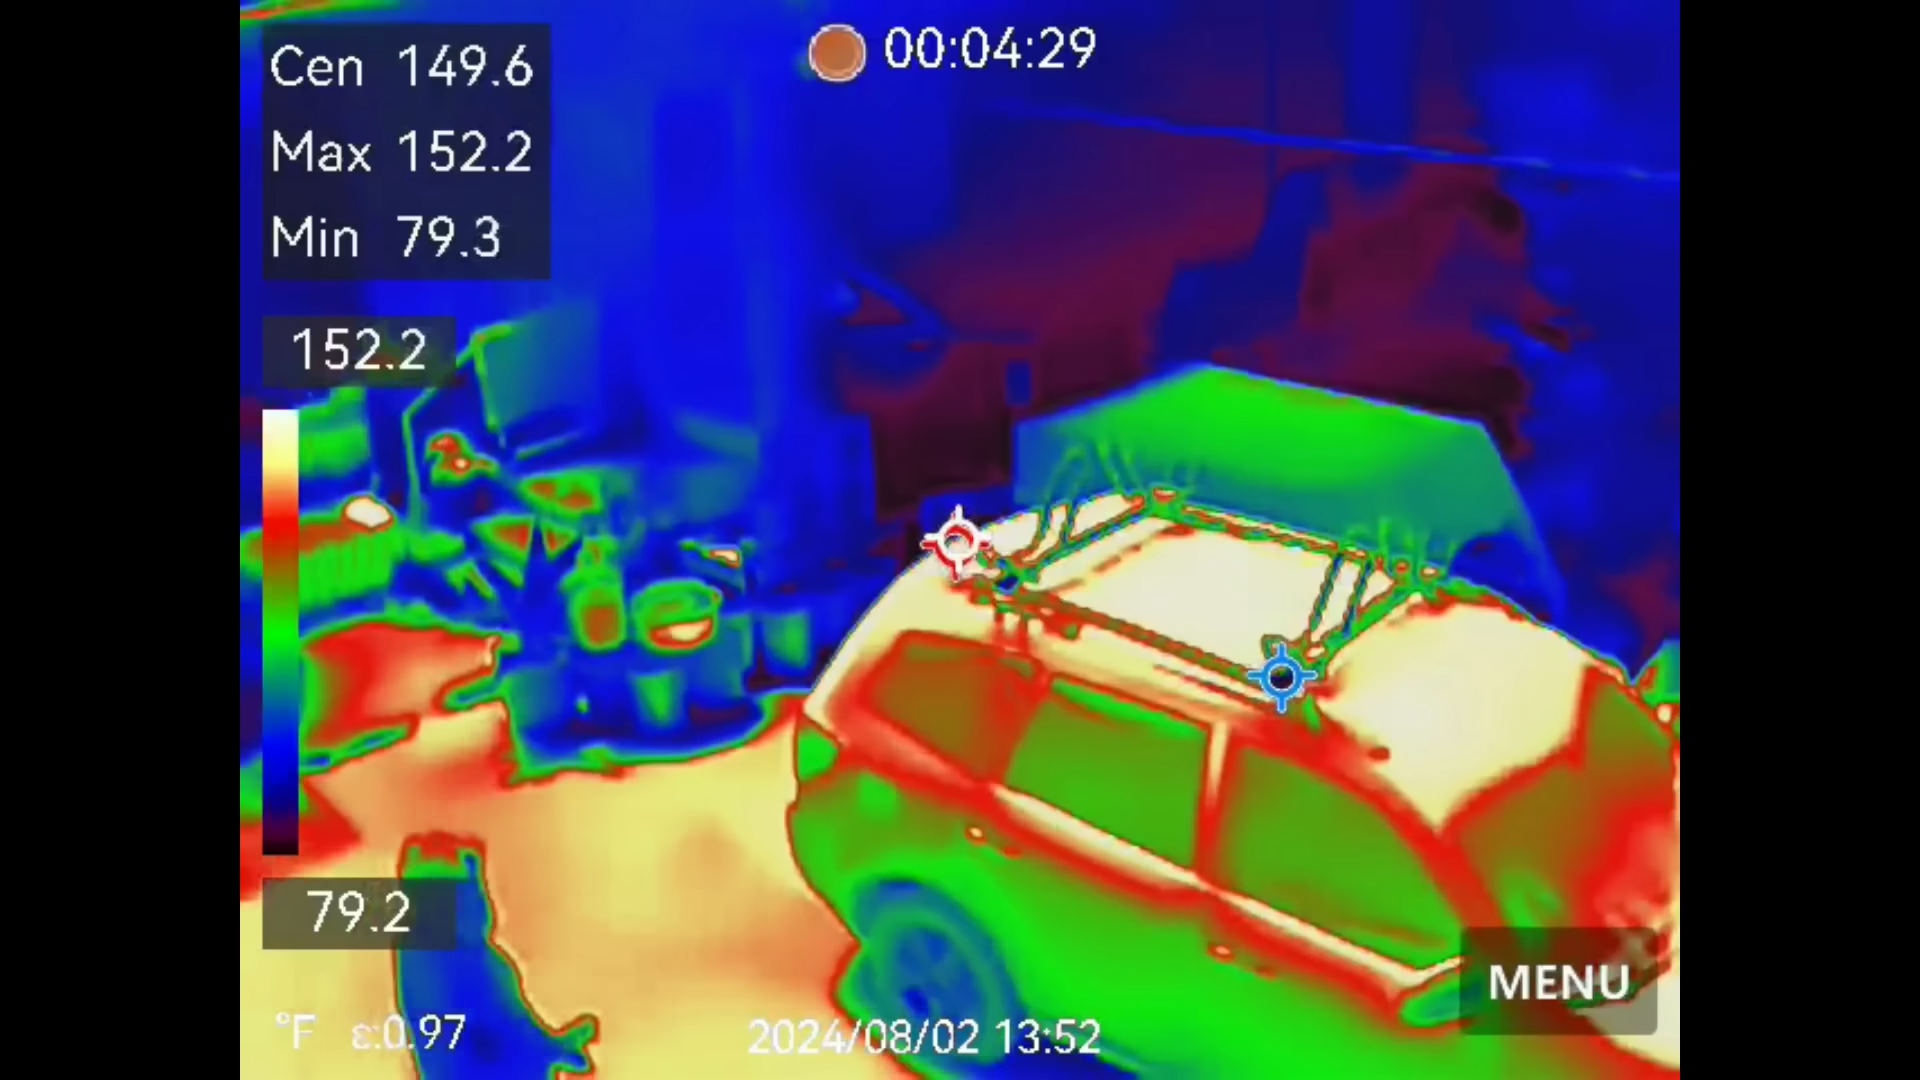 Cen 149.6
00:04:29
Max 152.2
Min 79.3
152.2
79.2
MENU
°F ε:0.97
2024/08/02 13:52